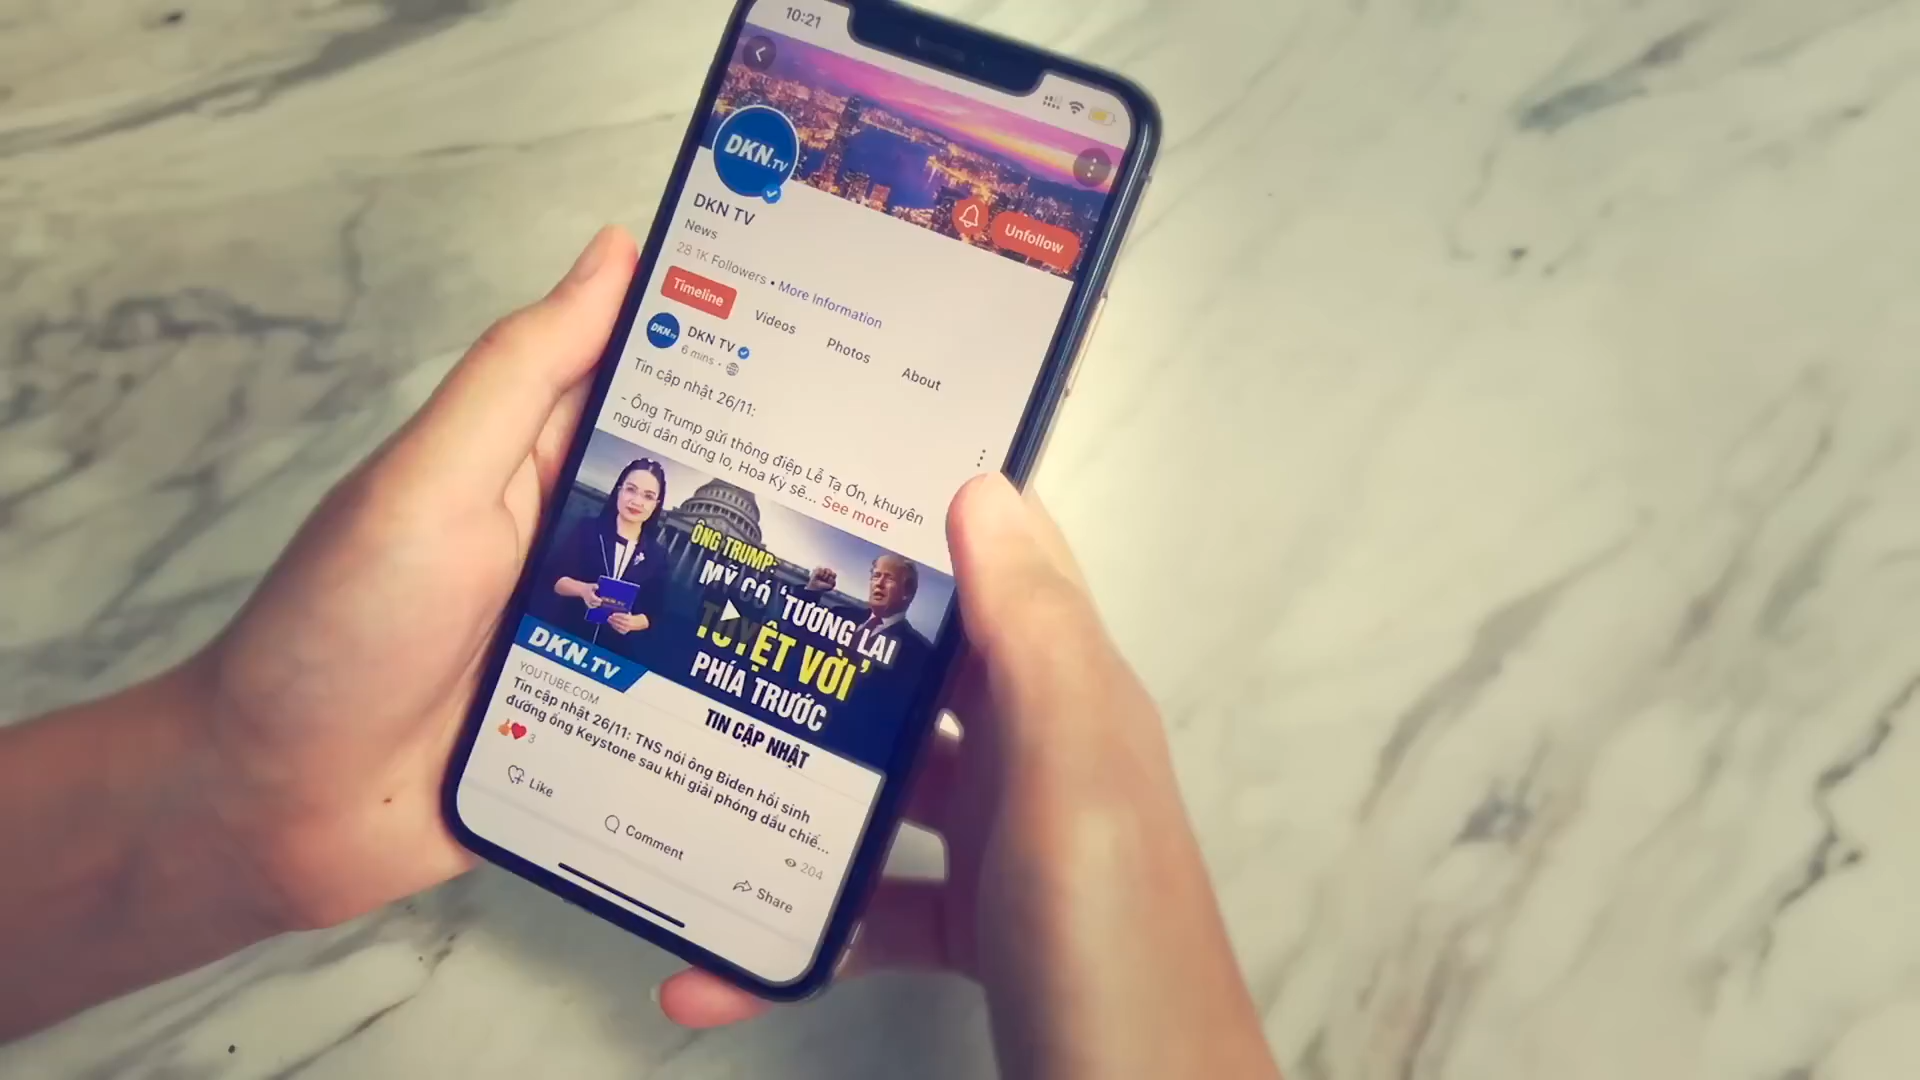 10:21
DKN.TV
DKN TV
News
Unfollow
28.1K Followers • More Information
Timeline
Videos
Photos
About
DKN.TV
DKN TV
6 mins •
Tin cập nhật 26/11:
- Ông Trump gửi thông điệp Lễ Tạ Ơn, khuyên
người dân đừng lo, Hoa Kỳ sẽ... See more
ÔNG TRUMP:
MỸ CÓ 'TƯƠNG LAI
TUYỆT VỜI'
PHÍA TRƯỚC
DKN.TV
TIN CẬP NHẬT
YOUTUBE.COM
Tin cập nhật 26/11: TNS nói ông Biden hồi sinh
đường ống Keystone sau khi giải phóng dầu chiế...
3
204
Like
Comment
Share